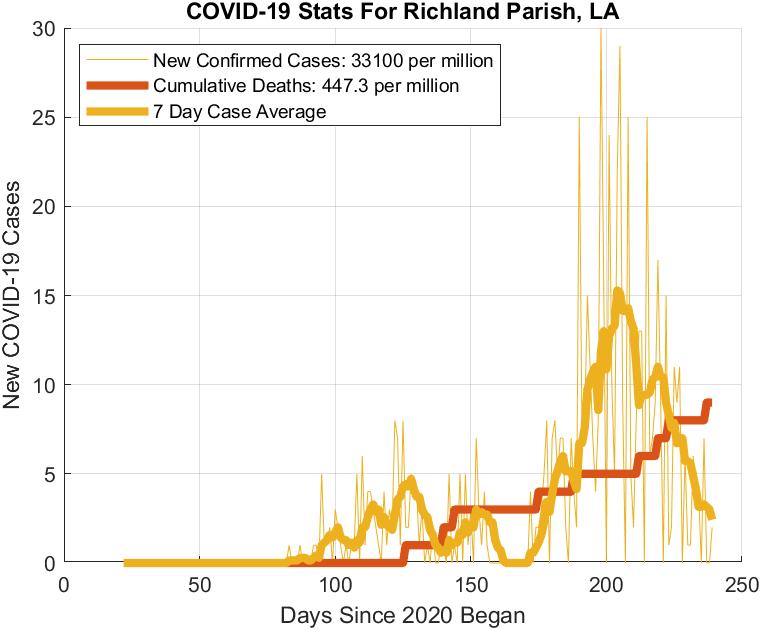 COVID-19 Stats For Richland Parish, LA
New Confirmed Cases: 33100 per million
Cumulative Deaths: 447.3 per million
7 Day Case Average
New COVID-19 Cases
30
25
20
15
10
5
0
0 50 100 150 200 250
Days Since 2020 Began